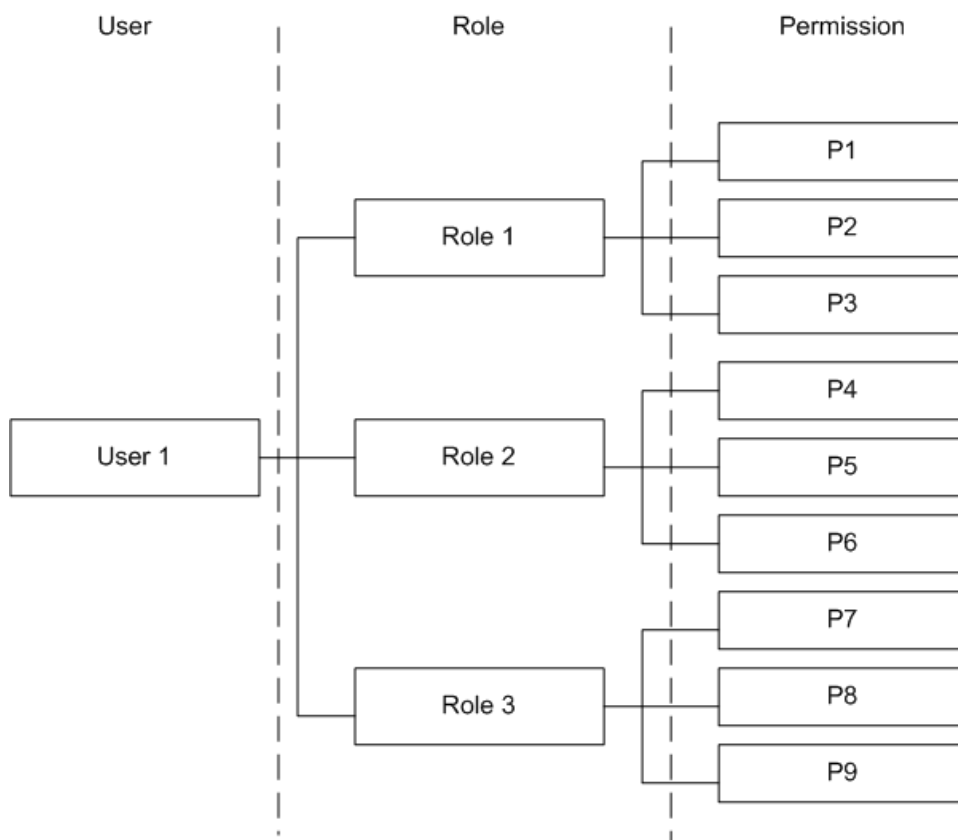 User
Role
Permission
P1
Role 1
P2
P3
P4
User 1
Role 2
P5
P6
P7
Role 3
P8
P9